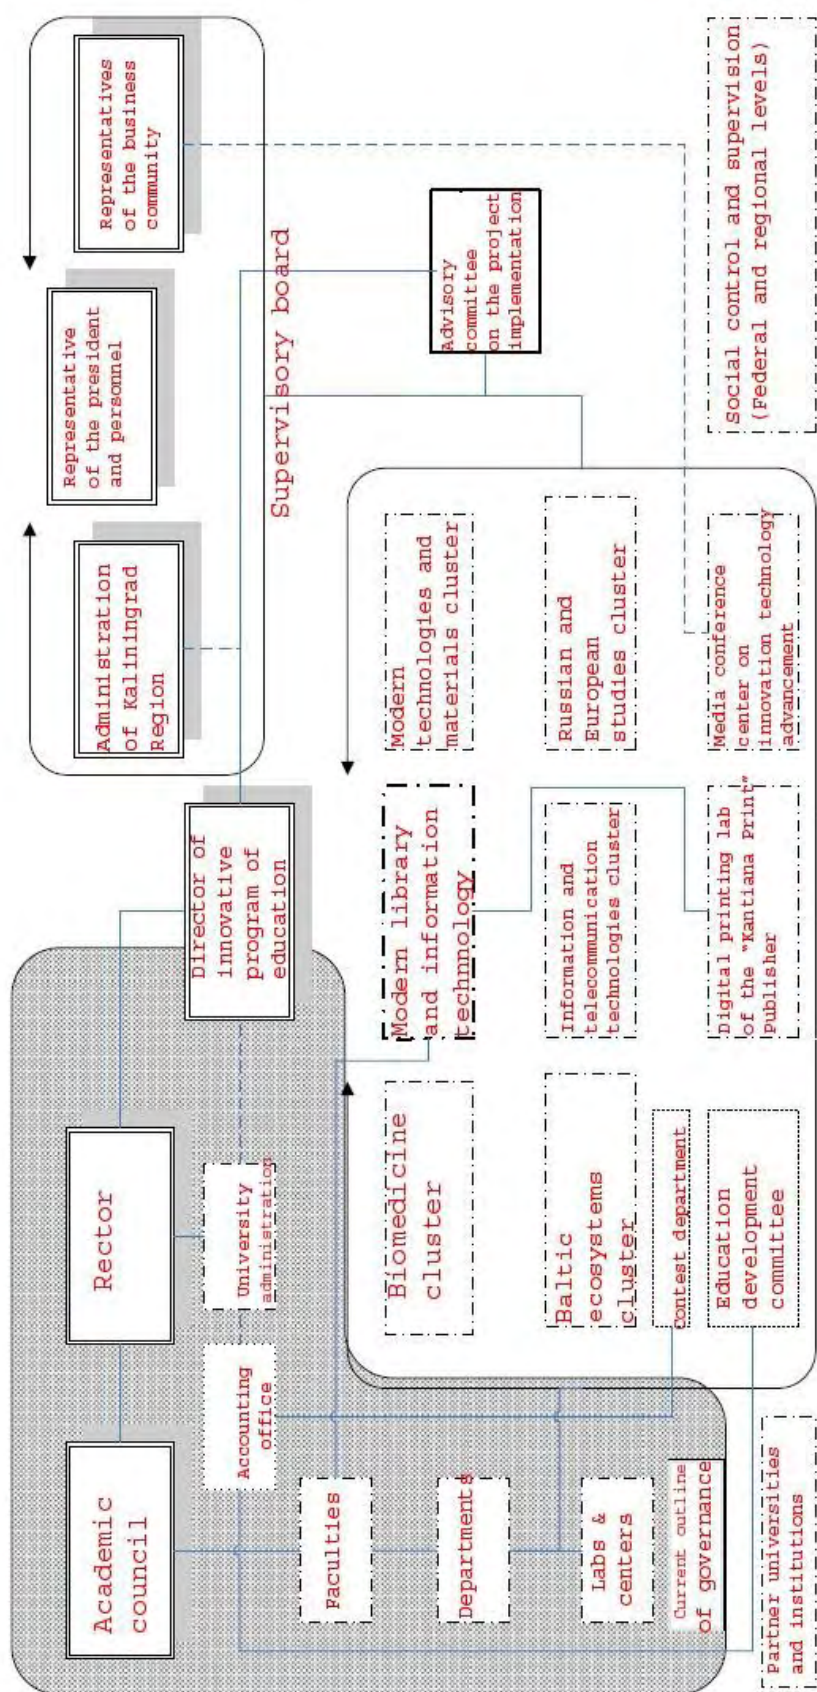 Academic
council
Rector
Administration
of Kaliningrad
Region
Representative
of the president
and personnel
Representatives
of the business
community
Director of
innovative
program of
education
Supervisory board
Accounting
office
University
administration
Faculties
Departments
Labs &
centers
Current outline
of governance
Advisory
committee
on the project
implementation
Biomedicine
cluster
Modern library
and information
technnology
Modern
technologies and
materials cluster
Baltic
ecosystems
cluster
Information and
telecommunication
technologies cluster
Russian and
European
studies cluster
Contest department
Education
development
committee
Digital printing lab
of the "Kantiana Print"
Publisher
Media conference
center on
innovation technology
advancement
Partner universities
and institutions
Social control and supervision
(Federal and regional levels)